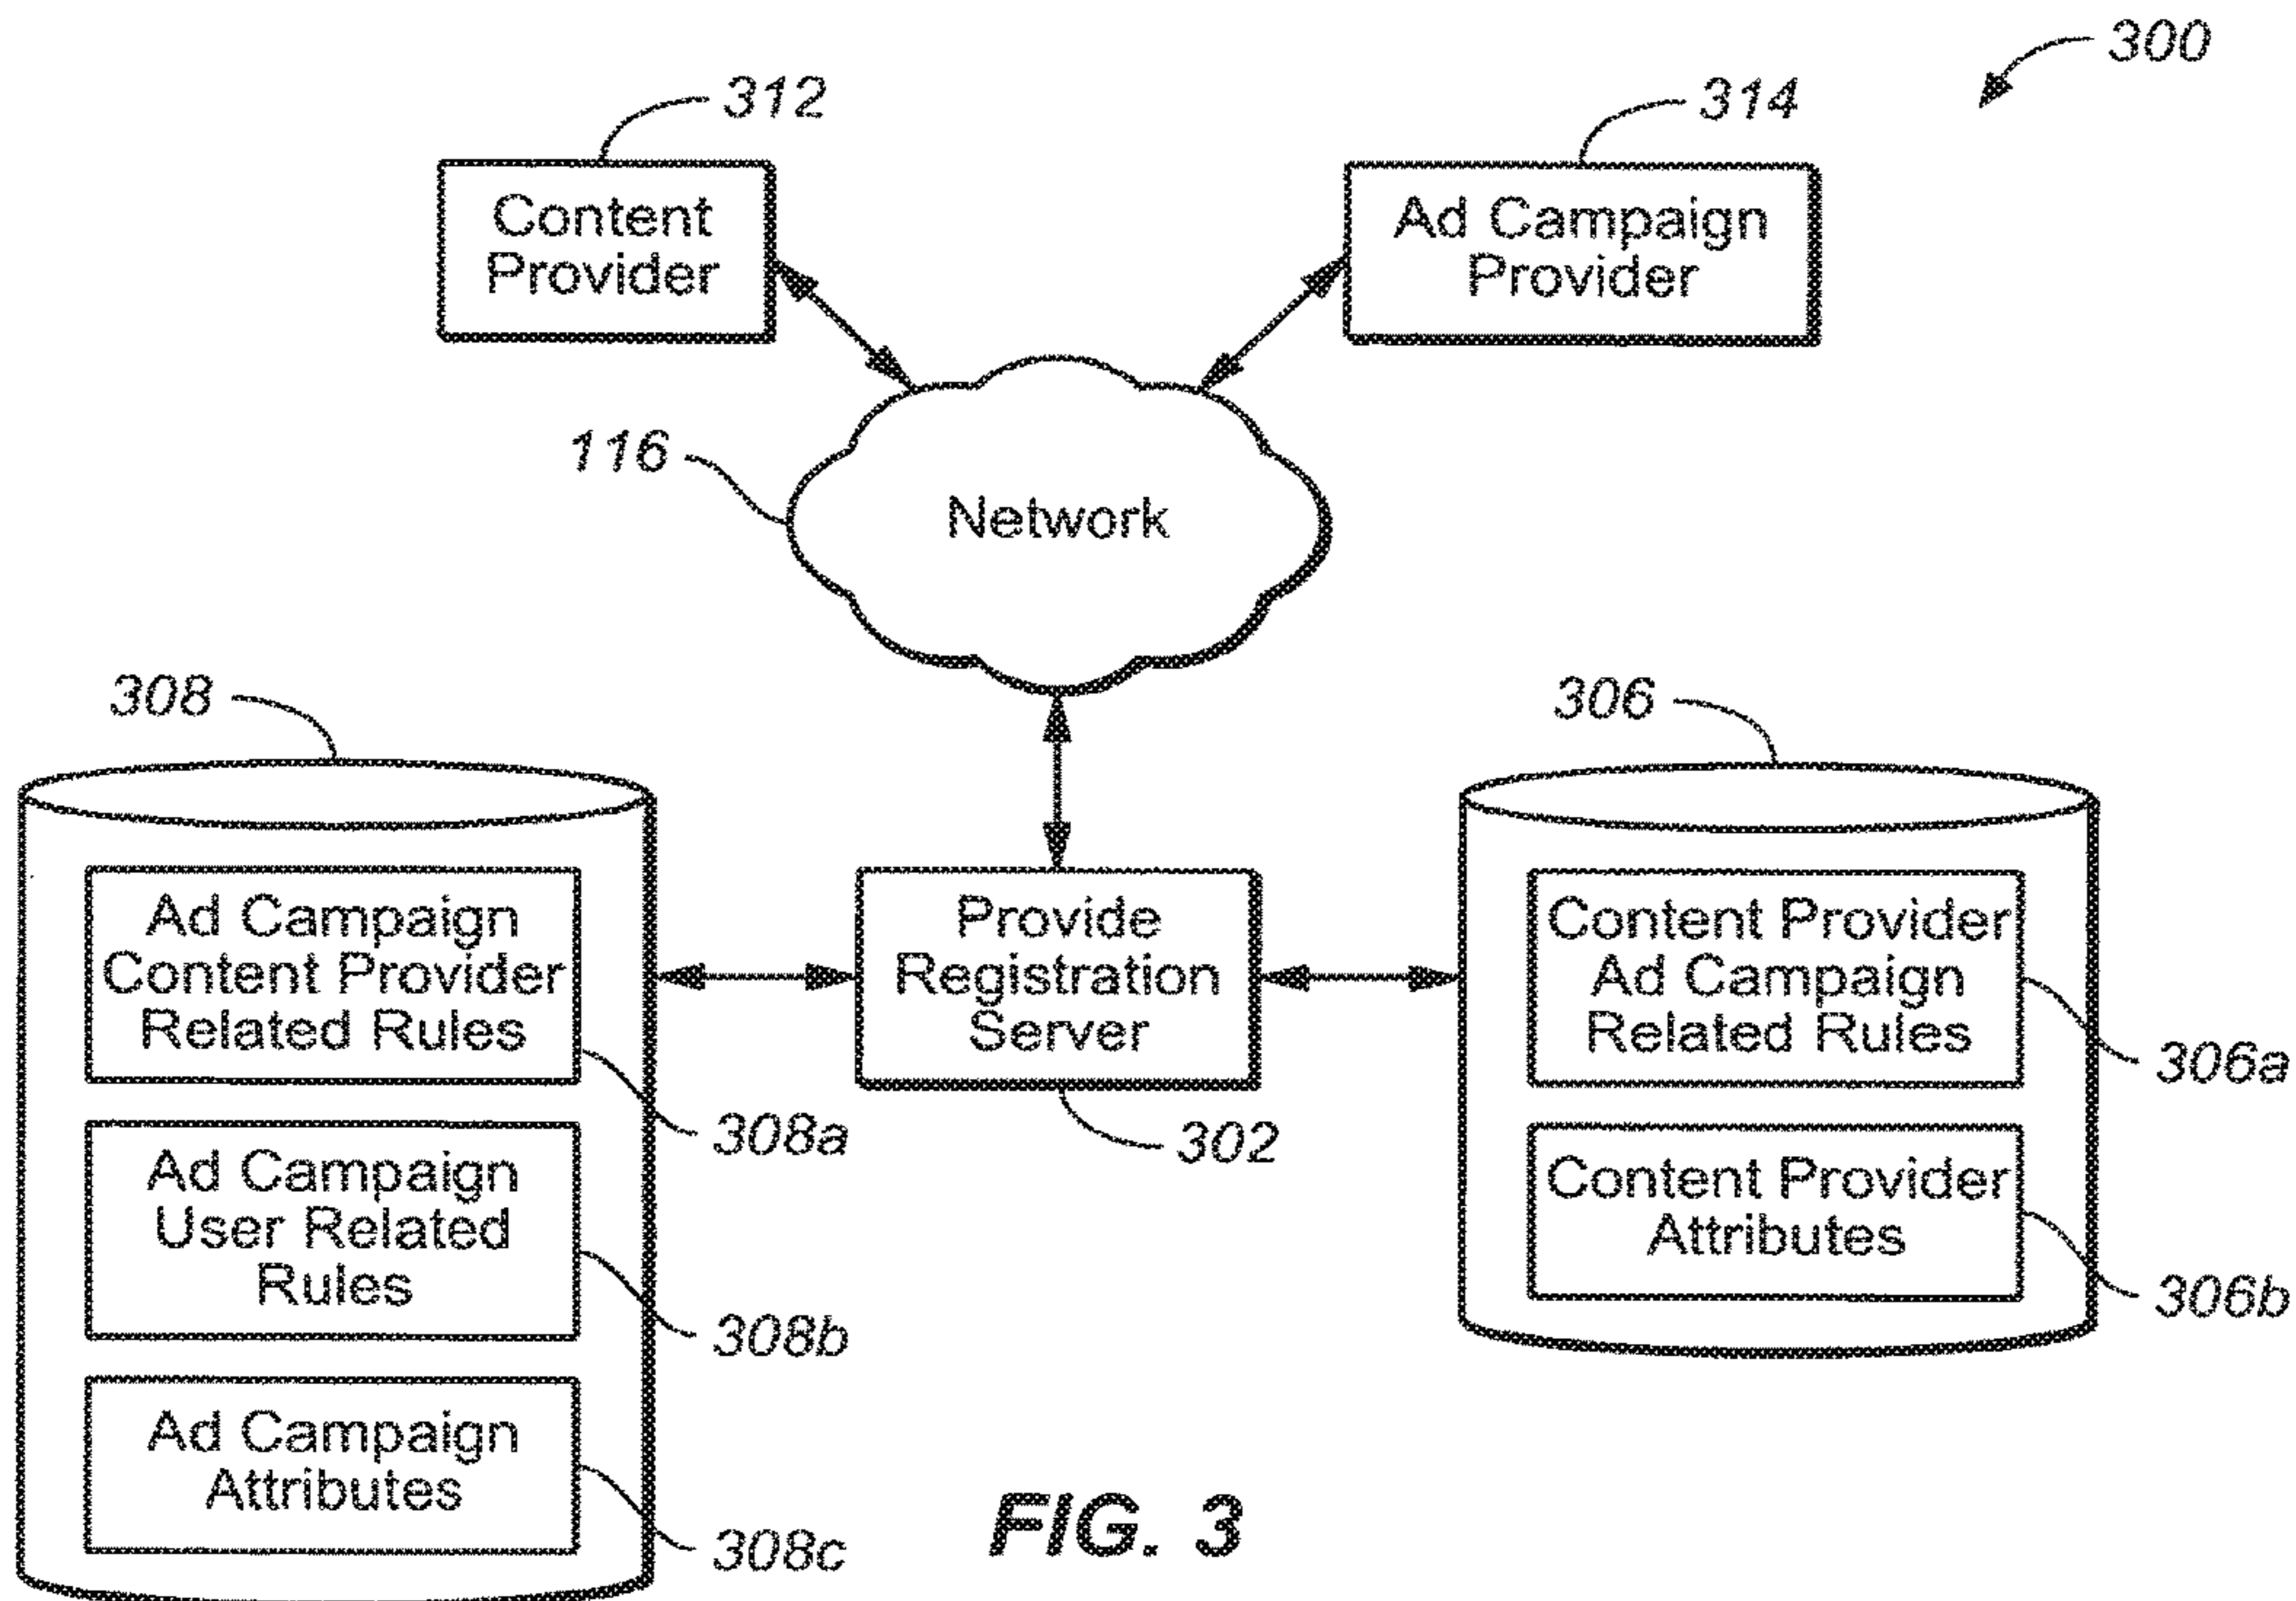 300
312
314
Content
Provider
Ad Campaign
Provider
116
Network
308
306
Ad Campaign
Content Provider
Related Rules
308a
Ad Campaign
User Related
Rules
308b
Ad Campaign
Attributes
308c
Provide
Registration
Server
302
Content Provider
Ad Campaign
Related Rules
306a
Content Provider
Attributes
306b
FIG. 3